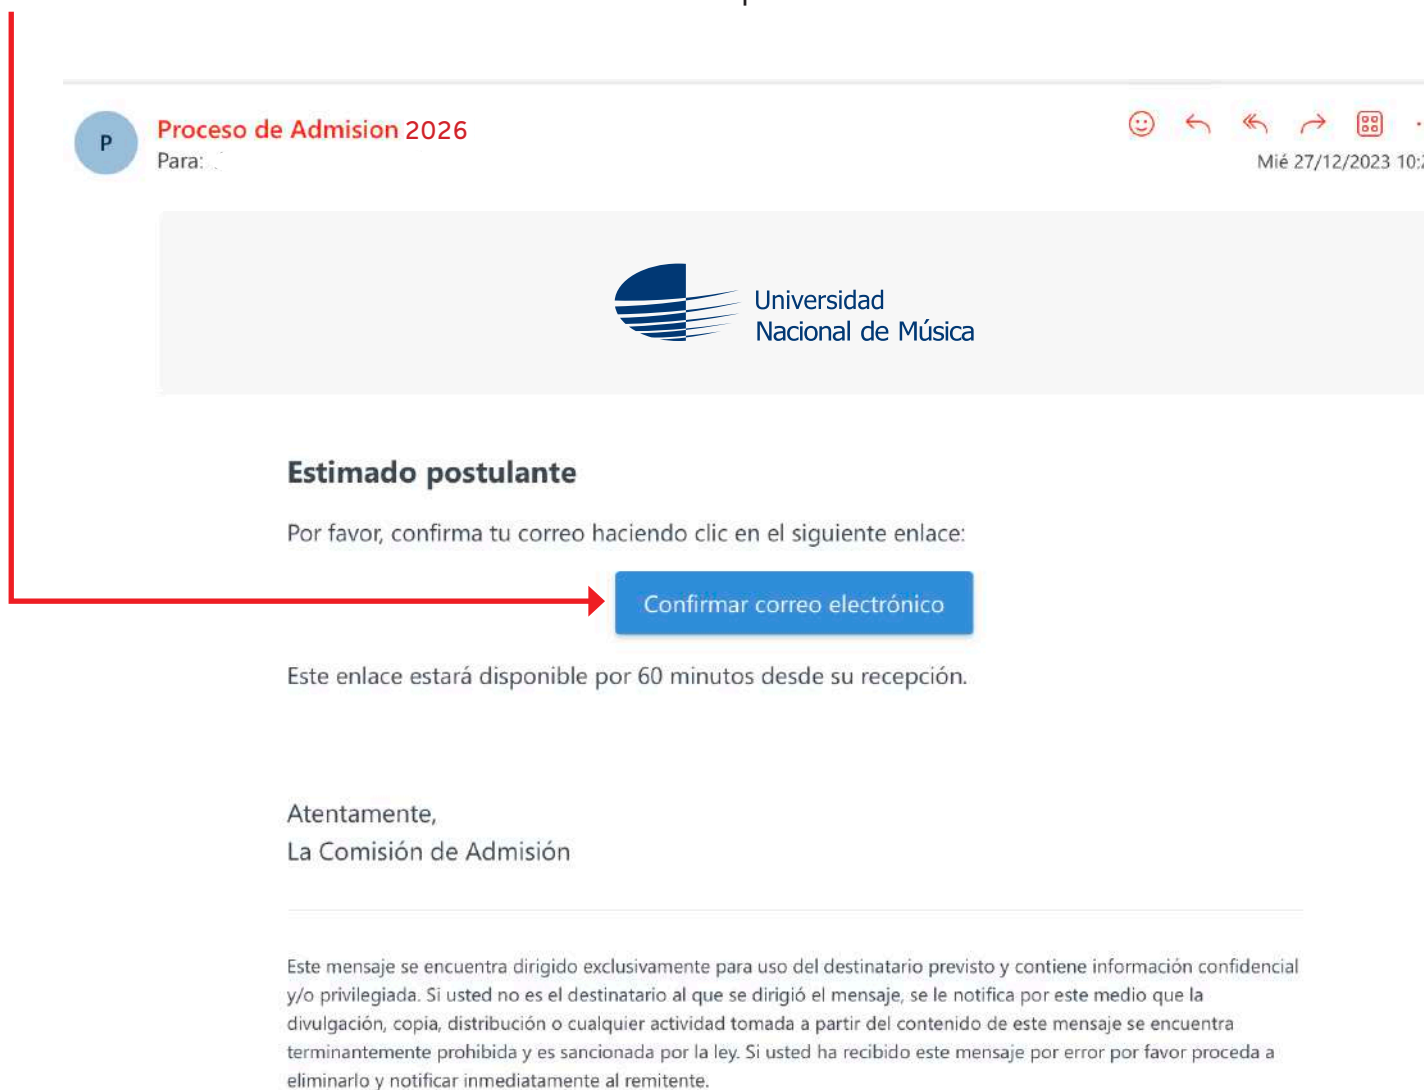 Proceso de Admision 2026
P
Para:
Mié 27/12/2023 10:2
Universidad
Nacional de Música
Estimado postulante
Por favor, confirma tu correo haciendo clic en el siguiente enlace:
Confirmar correo electrónico
Este enlace estará disponible por 60 minutos desde su recepción.
Atentamente,
La Comisión de Admisión
Este mensaje se encuentra dirigido exclusivamente para uso del destinatario previsto y contiene información confidencial
y/o privilegiada. Si usted no es el destinatario al que se dirigió el mensaje, se le notifica por este medio que la
divulgación, copia, distribución o cualquier actividad tomada a partir del contenido de este mensaje se encuentra
terminantemente prohibida y es sancionada por la ley. Si usted ha recibido este mensaje por error por favor proceda a
eliminarlo y notificar inmediatamente al remitente.